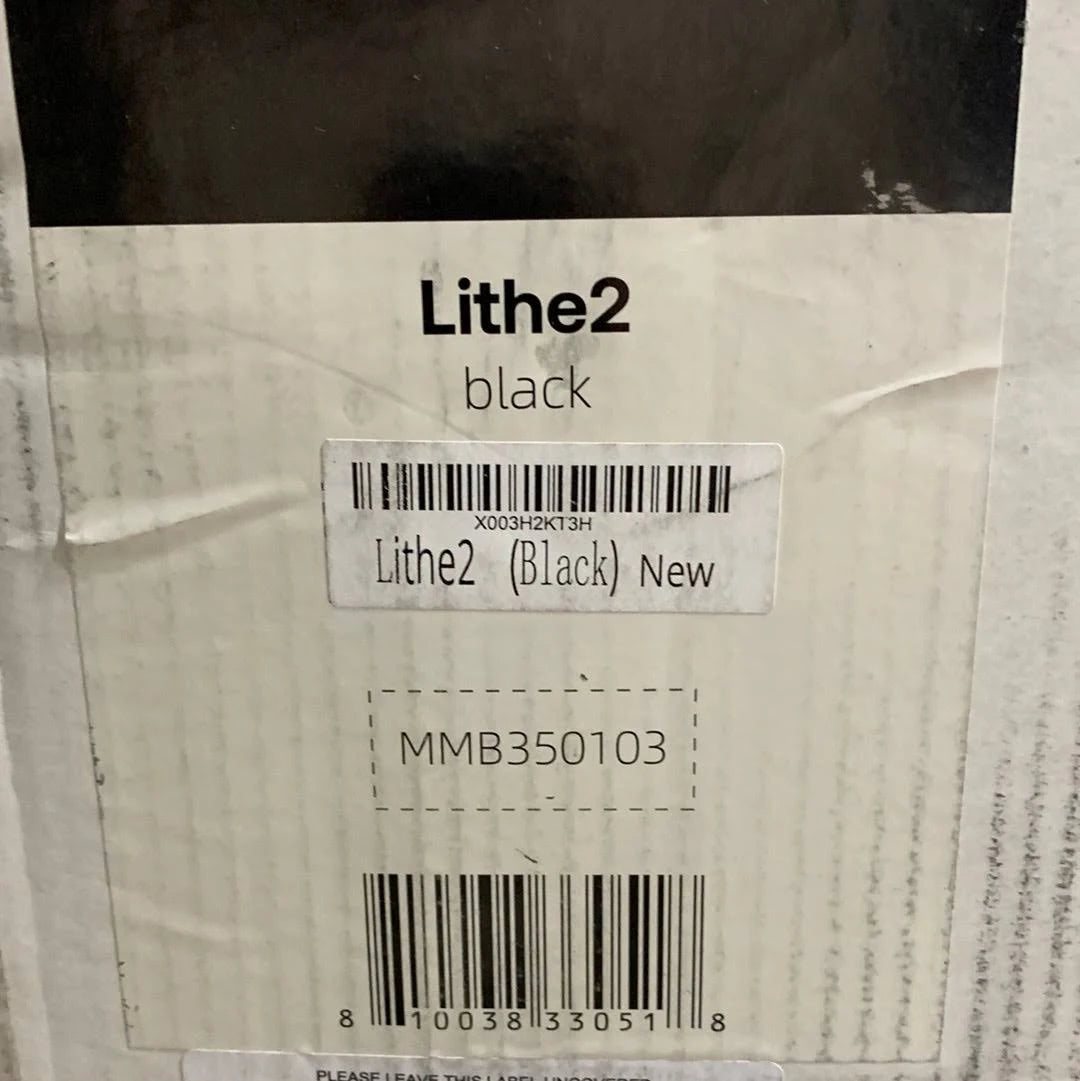 Lithe2
black
X003H2KT3H
Lithe2 (Black) New
MMB350103
8 10038 33051 8
PLEASE LEAVE THIS LABEL UNCOVERED